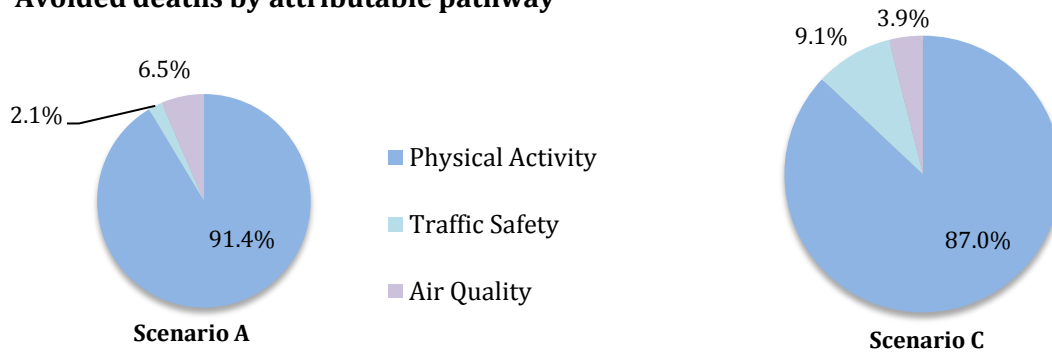 Avoided deaths by attributable pathway
6.5%
2.1%
91.4%
Scenario A
Physical Activity
Traffic Safety
Air Quality
3.9%
9.1%
87.0%
Scenario C